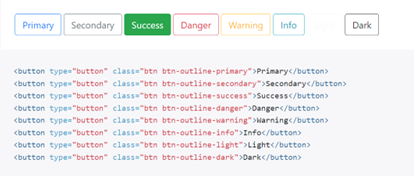 Primary Secondary Success Danger Warning Info Dark
<button type="button" class="btn btn-outline-primary">Primary</button>
<button type="button" class="btn btn-outline-secondary">Secondary</button>
<button type="button" class="btn btn-outline-success">Success</button>
<button type="button" class="btn btn-outline-danger">Danger</button>
<button type="button" class="btn btn-outline-warning">Warning</button>
<button type="button" class="btn btn-outline-info">Info</button>
<button type="button" class="btn btn-outline-light">Light</button>
<button type="button" class="btn btn-outline-dark">Dark</button>